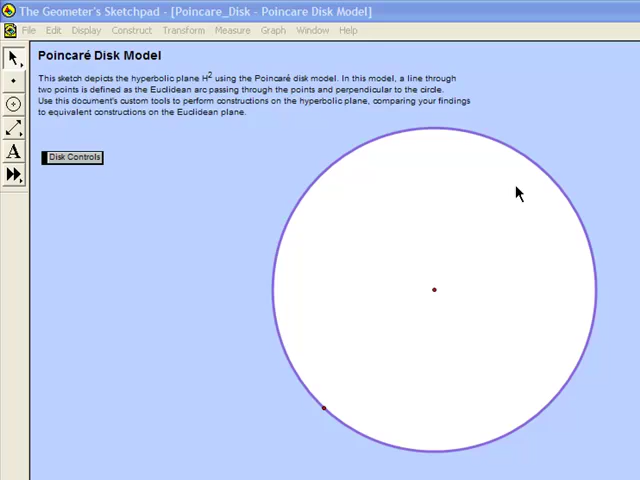 The Geometer's Sketchpad - [Poincare_Disk - Poincare Disk Model]
File Edit Display Construct Transform Measure Graph Window Help
Poincaré Disk Model
This sketch depicts the hyperbolic plane H2 using the Poincaré disk model. In this model, a line through
two points is defined as the Euclidean arc passing through the points and perpendicular to the circle.
Use this document's custom tools to perform constructions on the hyperbolic plane, comparing your findings
to equivalent constructions on the Euclidean plane.
A
Disk Controls